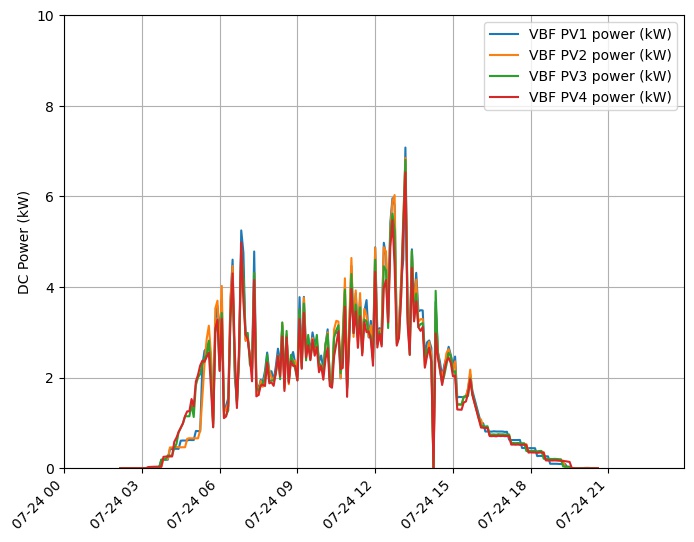 10
8
6
4
2
0
DC Power (kW)
VBF PV1 power (kW)
VBF PV2 power (kW)
VBF PV3 power (kW)
VBF PV4 power (kW)
07-24 00
07-24 03
07-24 06
07-24 09
07-24 12
07-24 15
07-24 18
07-24 21